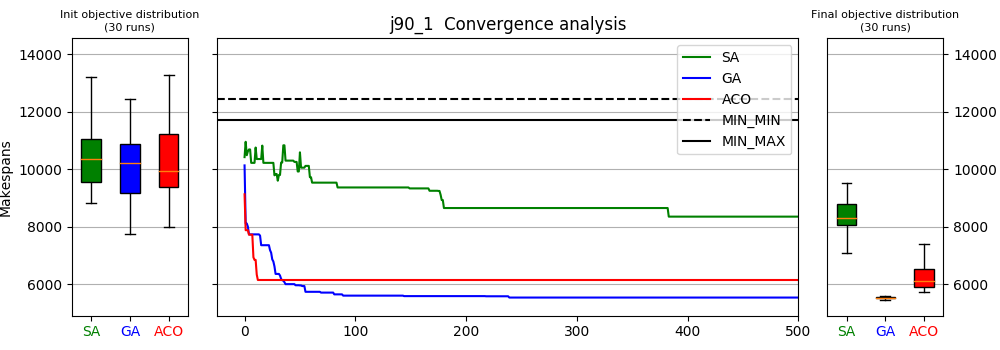 Init objective distribution
(30 runs)
j90_1  Convergence analysis
Final objective distribution
(30 runs)
Makespans
14000
12000
10000
8000
6000
SA
GA
ACO
SA
GA
ACO
MIN_MIN
MIN_MAX
0
100
200
300
400
500
14000
12000
10000
8000
6000
SA
GA
ACO